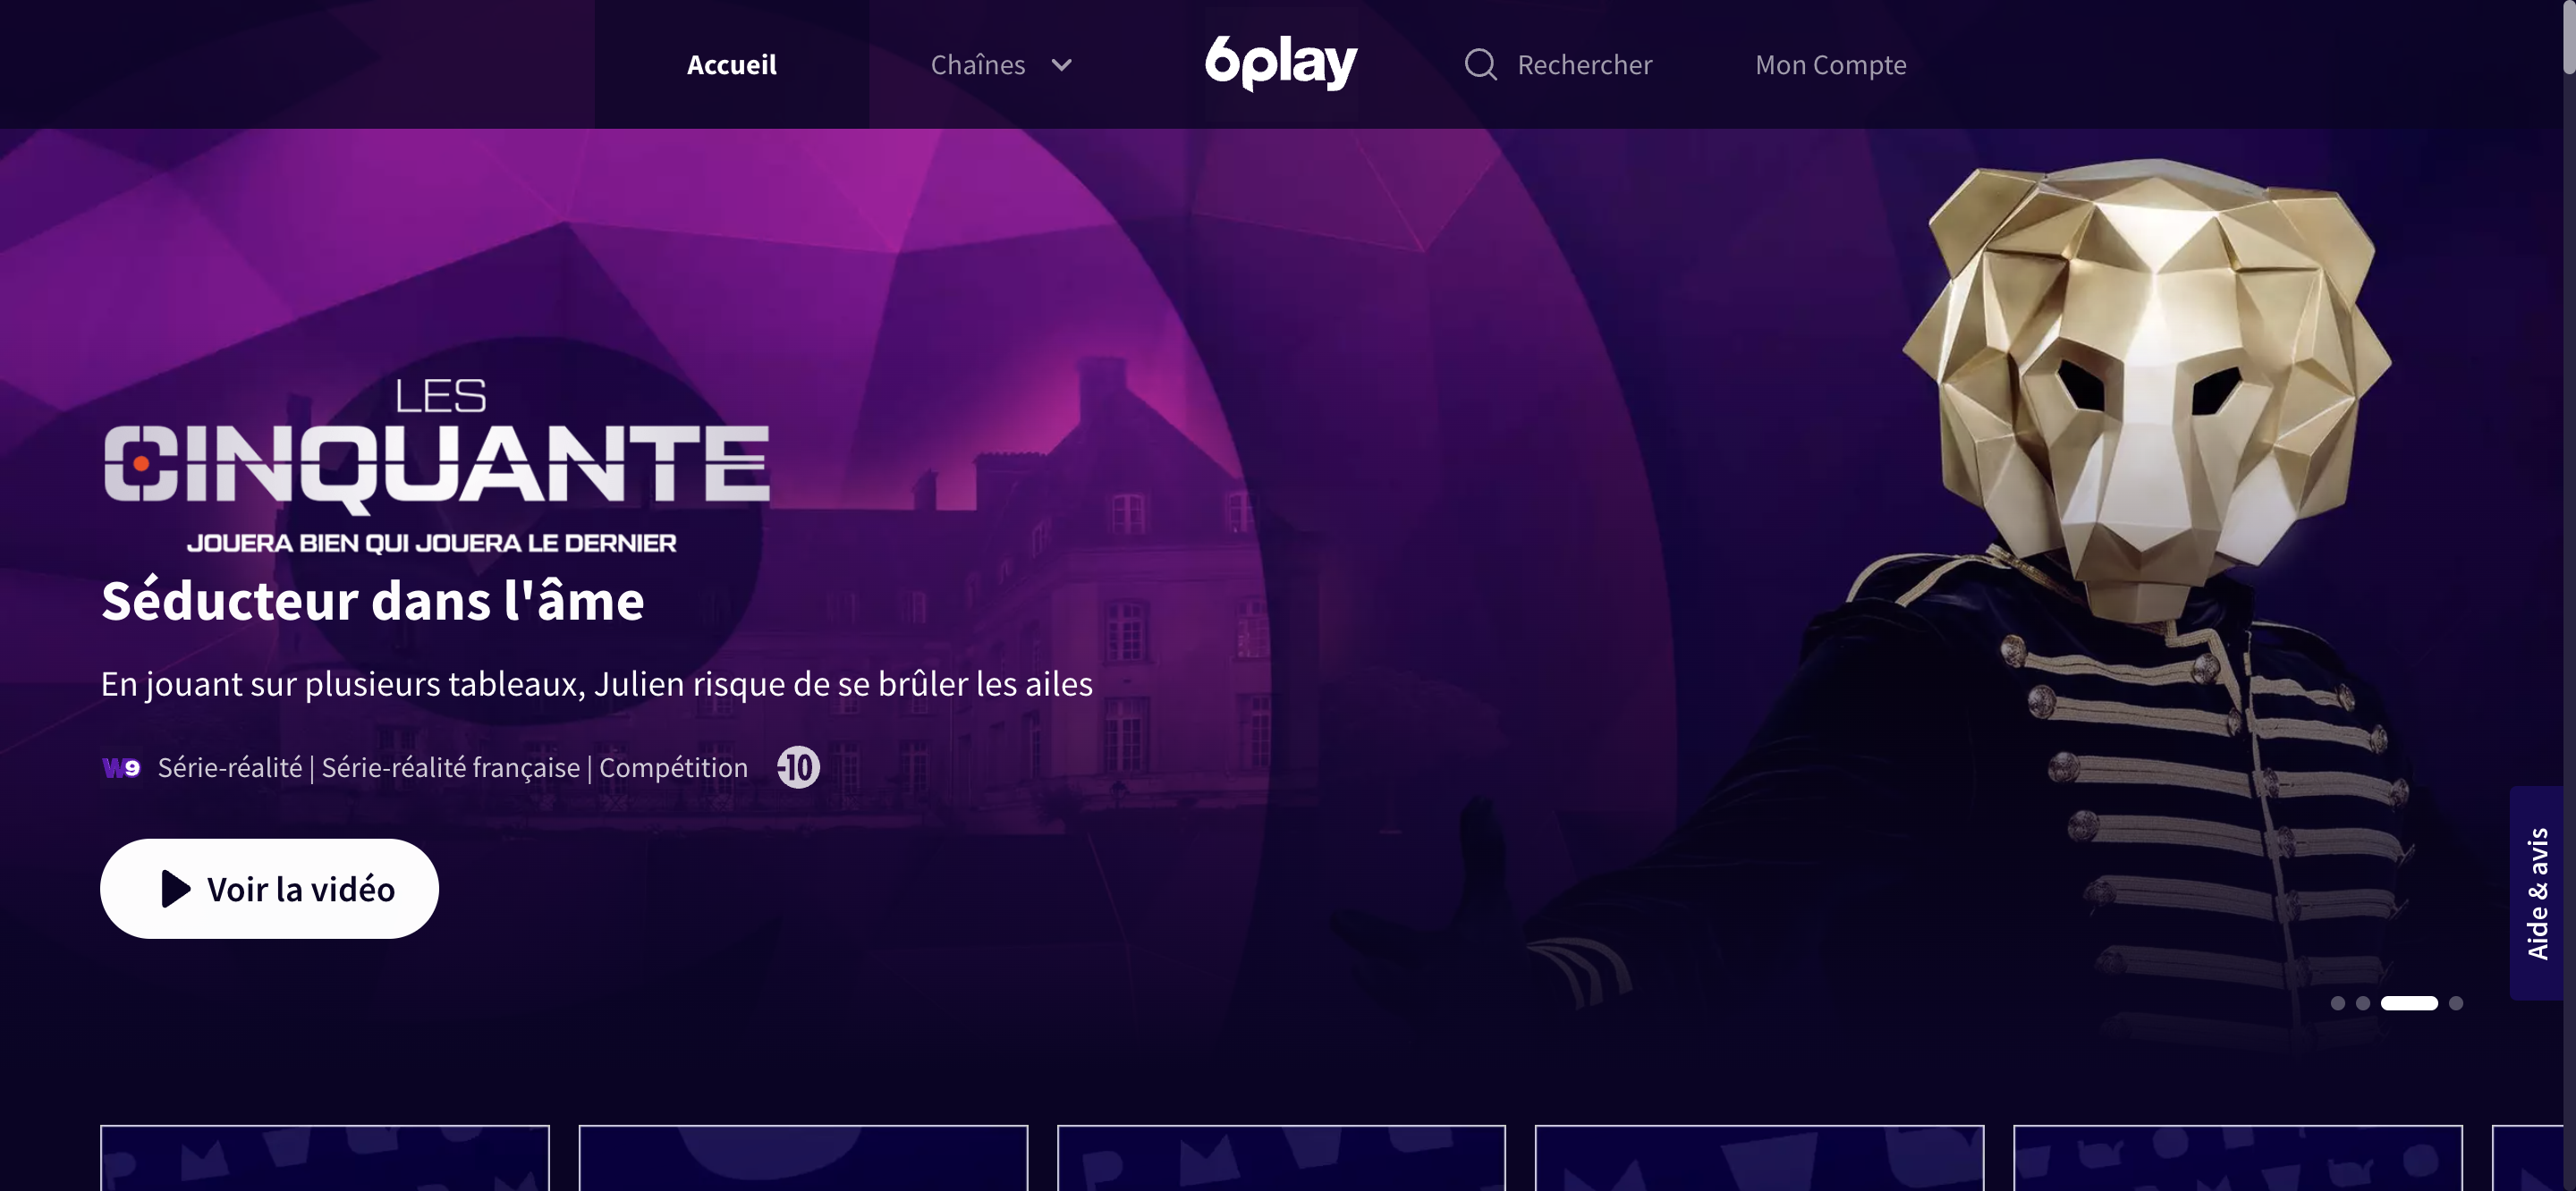 Accueil
Chaînes
6play
Rechercher
Mon Compte
LES
CINQUANTE
JOUERA BIEN QUI JOUERA LE DERNIER
Séducteur dans l'âme
En jouant sur plusieurs tableaux, Julien risque de se brûler les ailes
W9 Série-réalité | Série-réalité française | Compétition -10
Voir la vidéo
Aide & avis